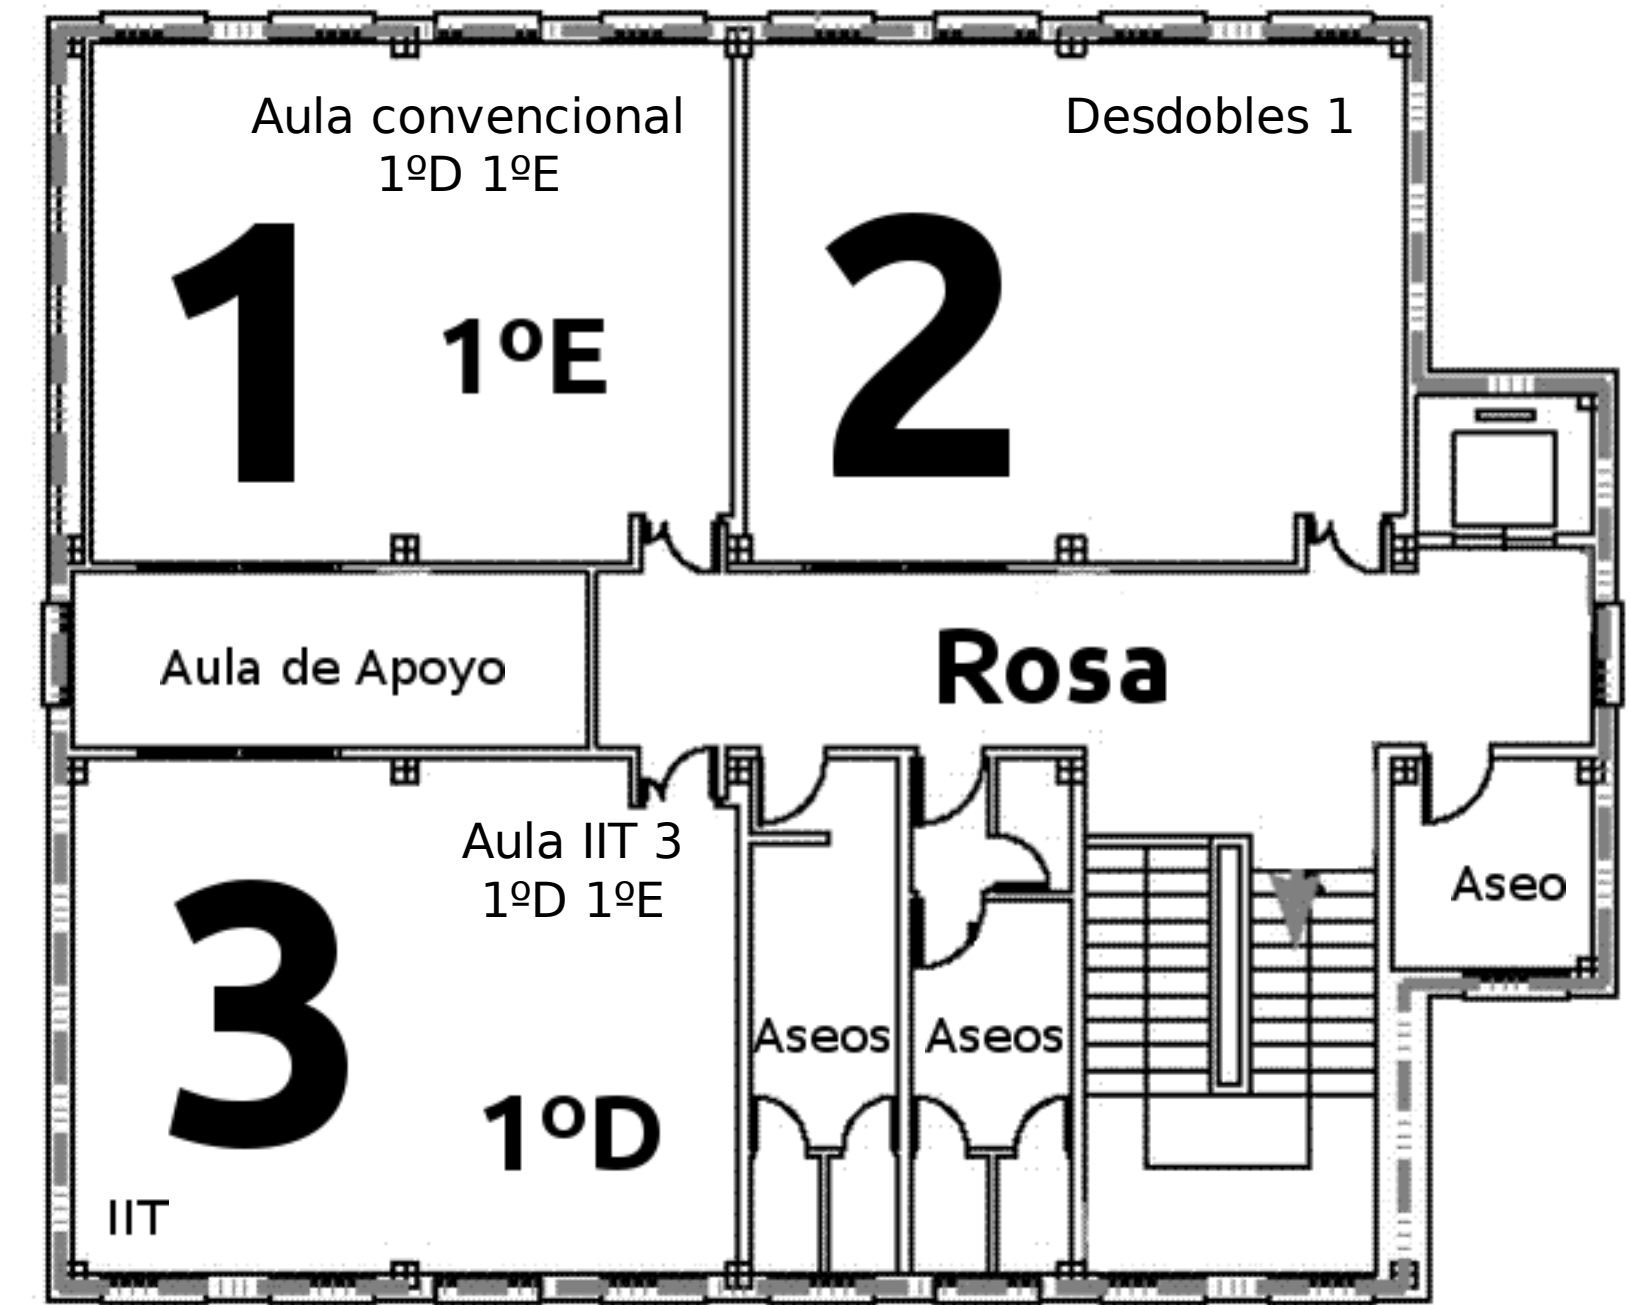 Aula convencional
1ºD 1ºE
1
1ºE
Desdobles 1
2
Aula de Apoyo
Rosa
Aula IIT 3
1ºD 1ºE
3
1ºD
IIT
Aseos
Aseos
Aseo